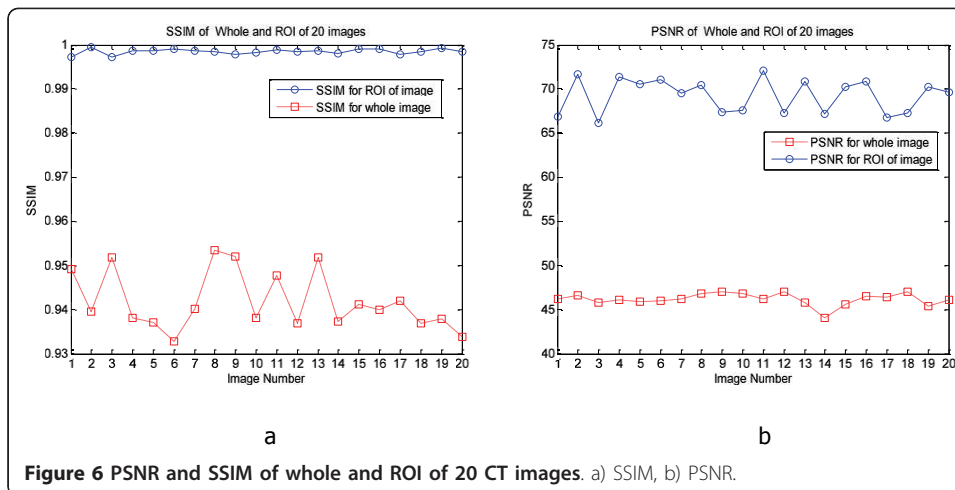 SSIM of Whole and ROI of 20 images
1
0.99
0.98
0.97
0.96
0.95
0.94
0.93
SSIM
SSIM for ROI of image
SSIM for whole image
1 2 3 4 5 6 7 8 9 10 11 12 13 14 15 16 17 18 19 20
Image Number
a
PSNR of Whole and ROI of 20 images
75
70
65
60
55
50
45
40
PSNR
PSNR for whole image
PSNR for ROI of image
1 2 3 4 5 6 7 8 9 10 11 12 13 14 15 16 17 18 19 20
Image Number
b
Figure 6 PSNR and SSIM of whole and ROI of 20 CT images. a) SSIM, b) PSNR.